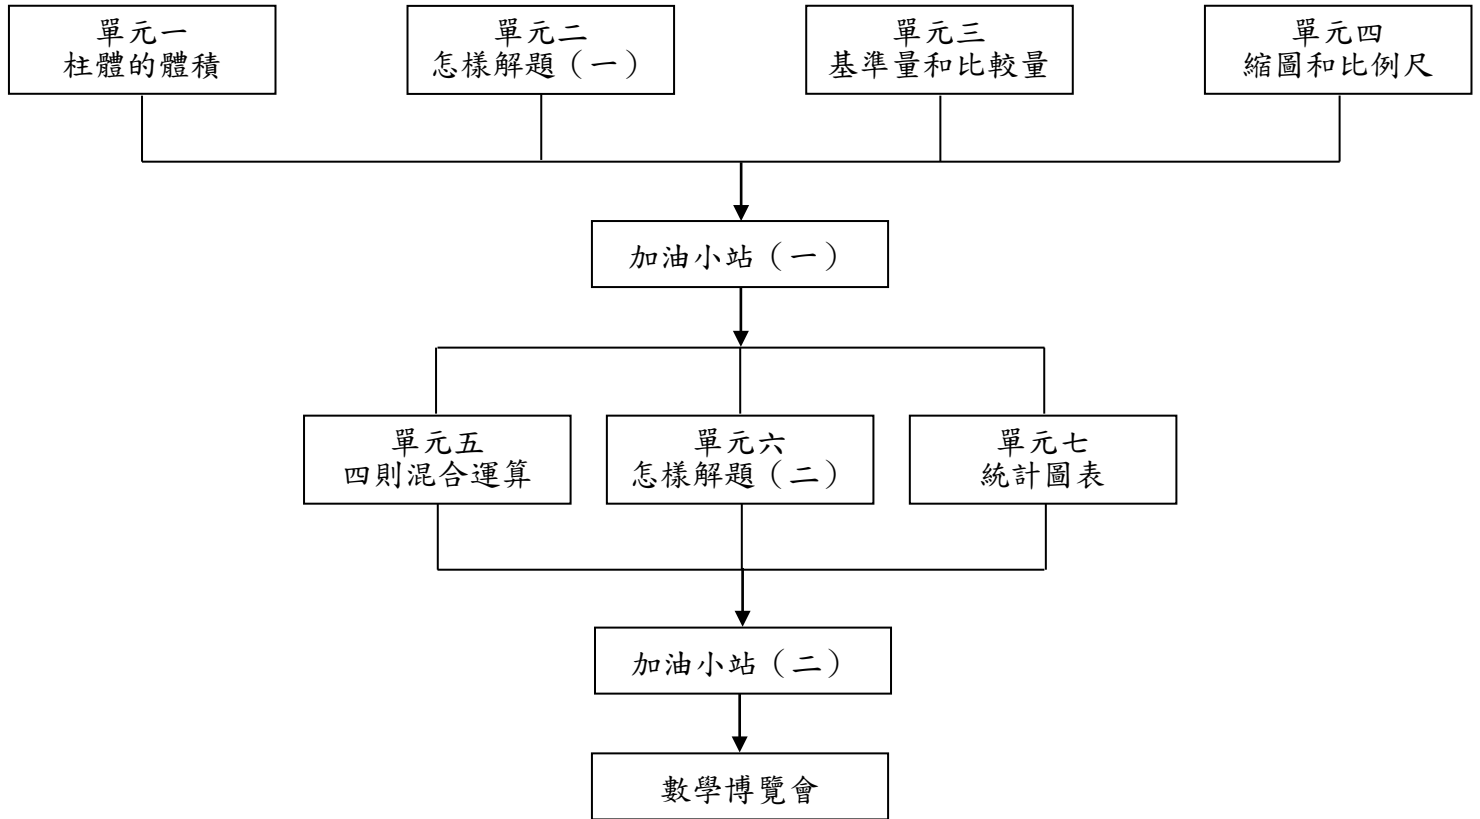 單元一
柱體的體積
單元二
怎樣解題（一）
單元三
基準量和比較量
單元四
縮圖和比例尺
加油小站（一）
單元五
四則混合運算
單元六
怎樣解題（二）
單元七
統計圖表
加油小站（二）
數學博覽會